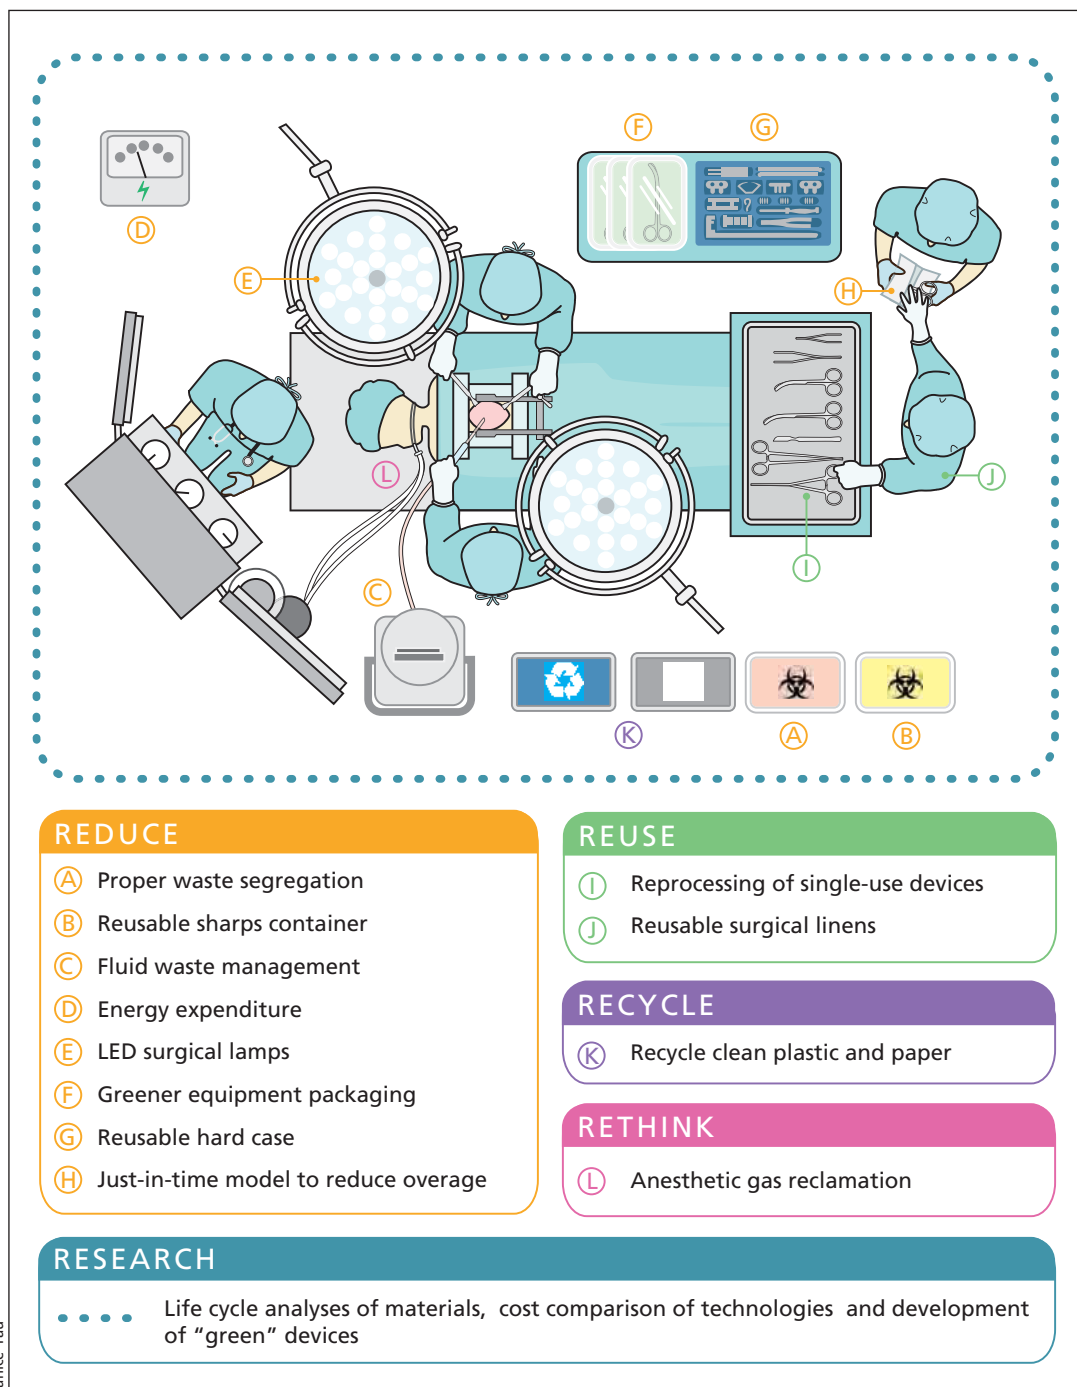 F
G
D
H
E
L
J
I
C
K
A
B
REDUCE
A Proper waste segregation
B Reusable sharps container
C Fluid waste management
D Energy expenditure
E LED surgical lamps
F Greener equipment packaging
G Reusable hard case
H Just-in-time model to reduce overage
REUSE
I Reprocessing of single-use devices
J Reusable surgical linens
RECYCLE
K Recycle clean plastic and paper
RETHINK
L Anesthetic gas reclamation
RESEARCH
Life cycle analyses of materials, cost comparison of technologies and development
of “green” devices